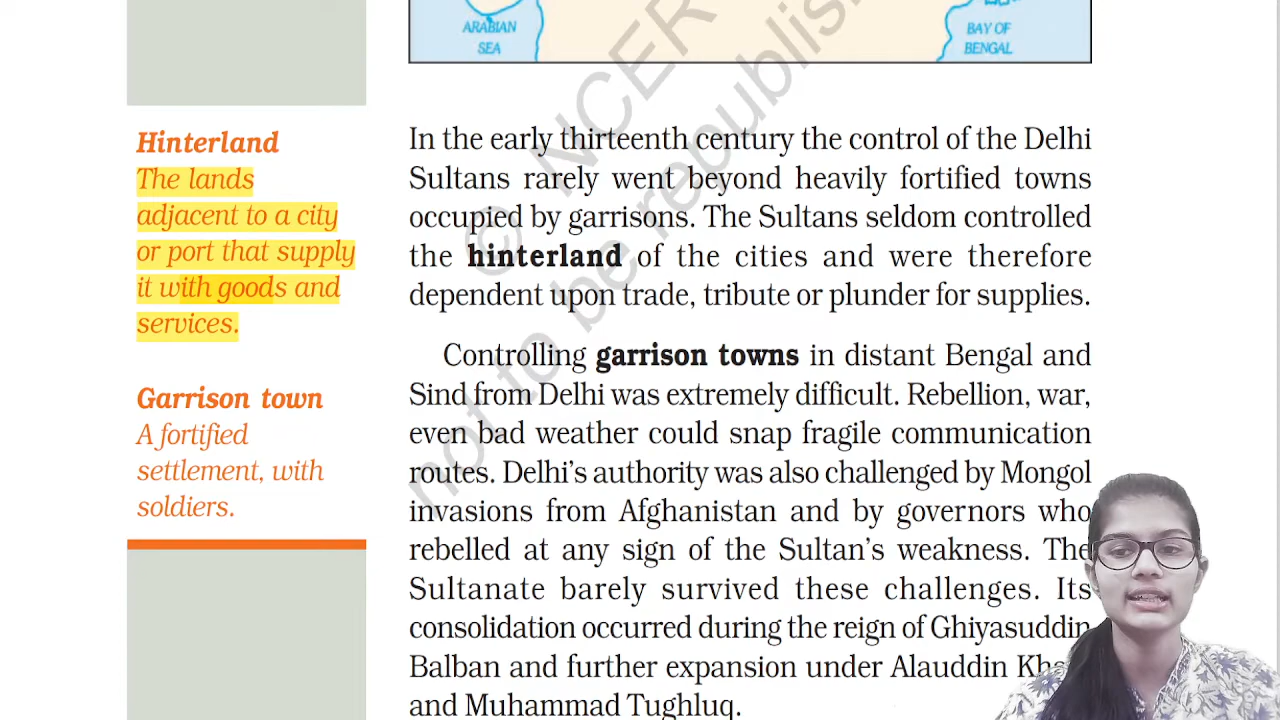 ARABIAN
SEA
BAY OF
BENGAL
© NCER
not to be republis
Hinterland
The lands
adjacent to a city
or port that supply
it with goods and
services.
Garrison town
A fortified
settlement, with
soldiers.
In the early thirteenth century the control of the Delhi
Sultans rarely went beyond heavily fortified towns
occupied by garrisons. The Sultans seldom controlled
the hinterland of the cities and were therefore
dependent upon trade, tribute or plunder for supplies.
Controlling garrison towns in distant Bengal and
Sind from Delhi was extremely difficult. Rebellion, war,
even bad weather could snap fragile communication
routes. Delhi's authority was also challenged by Mongol
invasions from Afghanistan and by governors who
rebelled at any sign of the Sultan's weakness. The
Sultanate barely survived these challenges. Its
consolidation occurred during the reign of Ghiyasuddin
Balban and further expansion under Alauddin Kha
and Muhammad Tughluq.